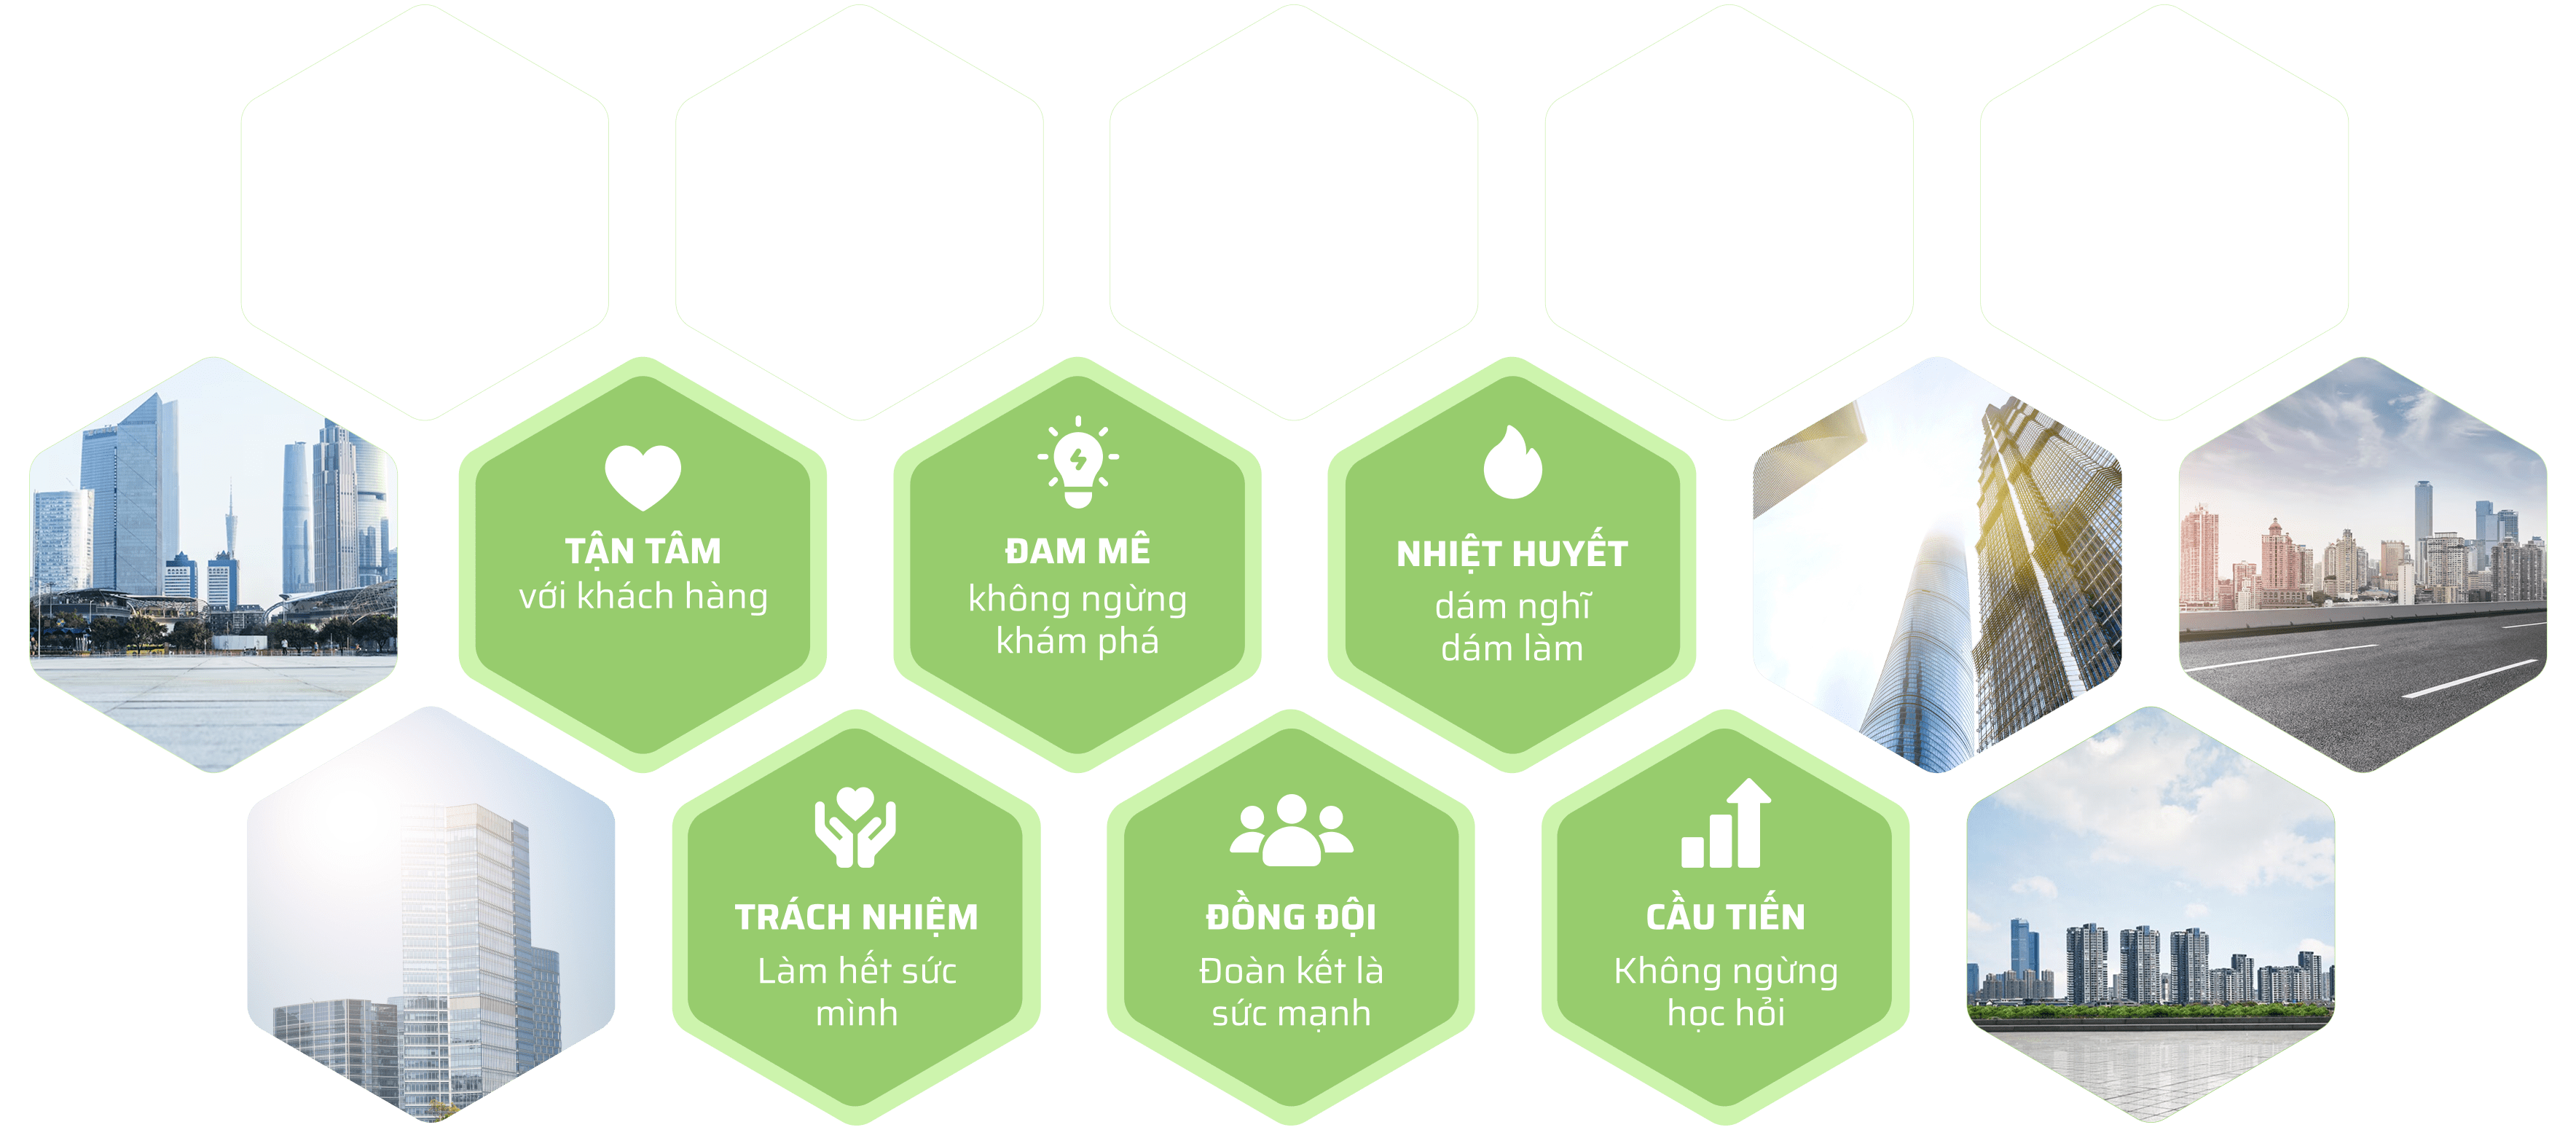 TẬN TÂM
với khách hàng
ĐAM MÊ
không ngừng
khám phá
NHIỆT HUYẾT
dám nghĩ
dám làm
TRÁCH NHIỆM
Làm hết sức
mình
ĐỒNG ĐỘI
Đoàn kết là
sức mạnh
CẦU TIẾN
Không ngừng
học hỏi